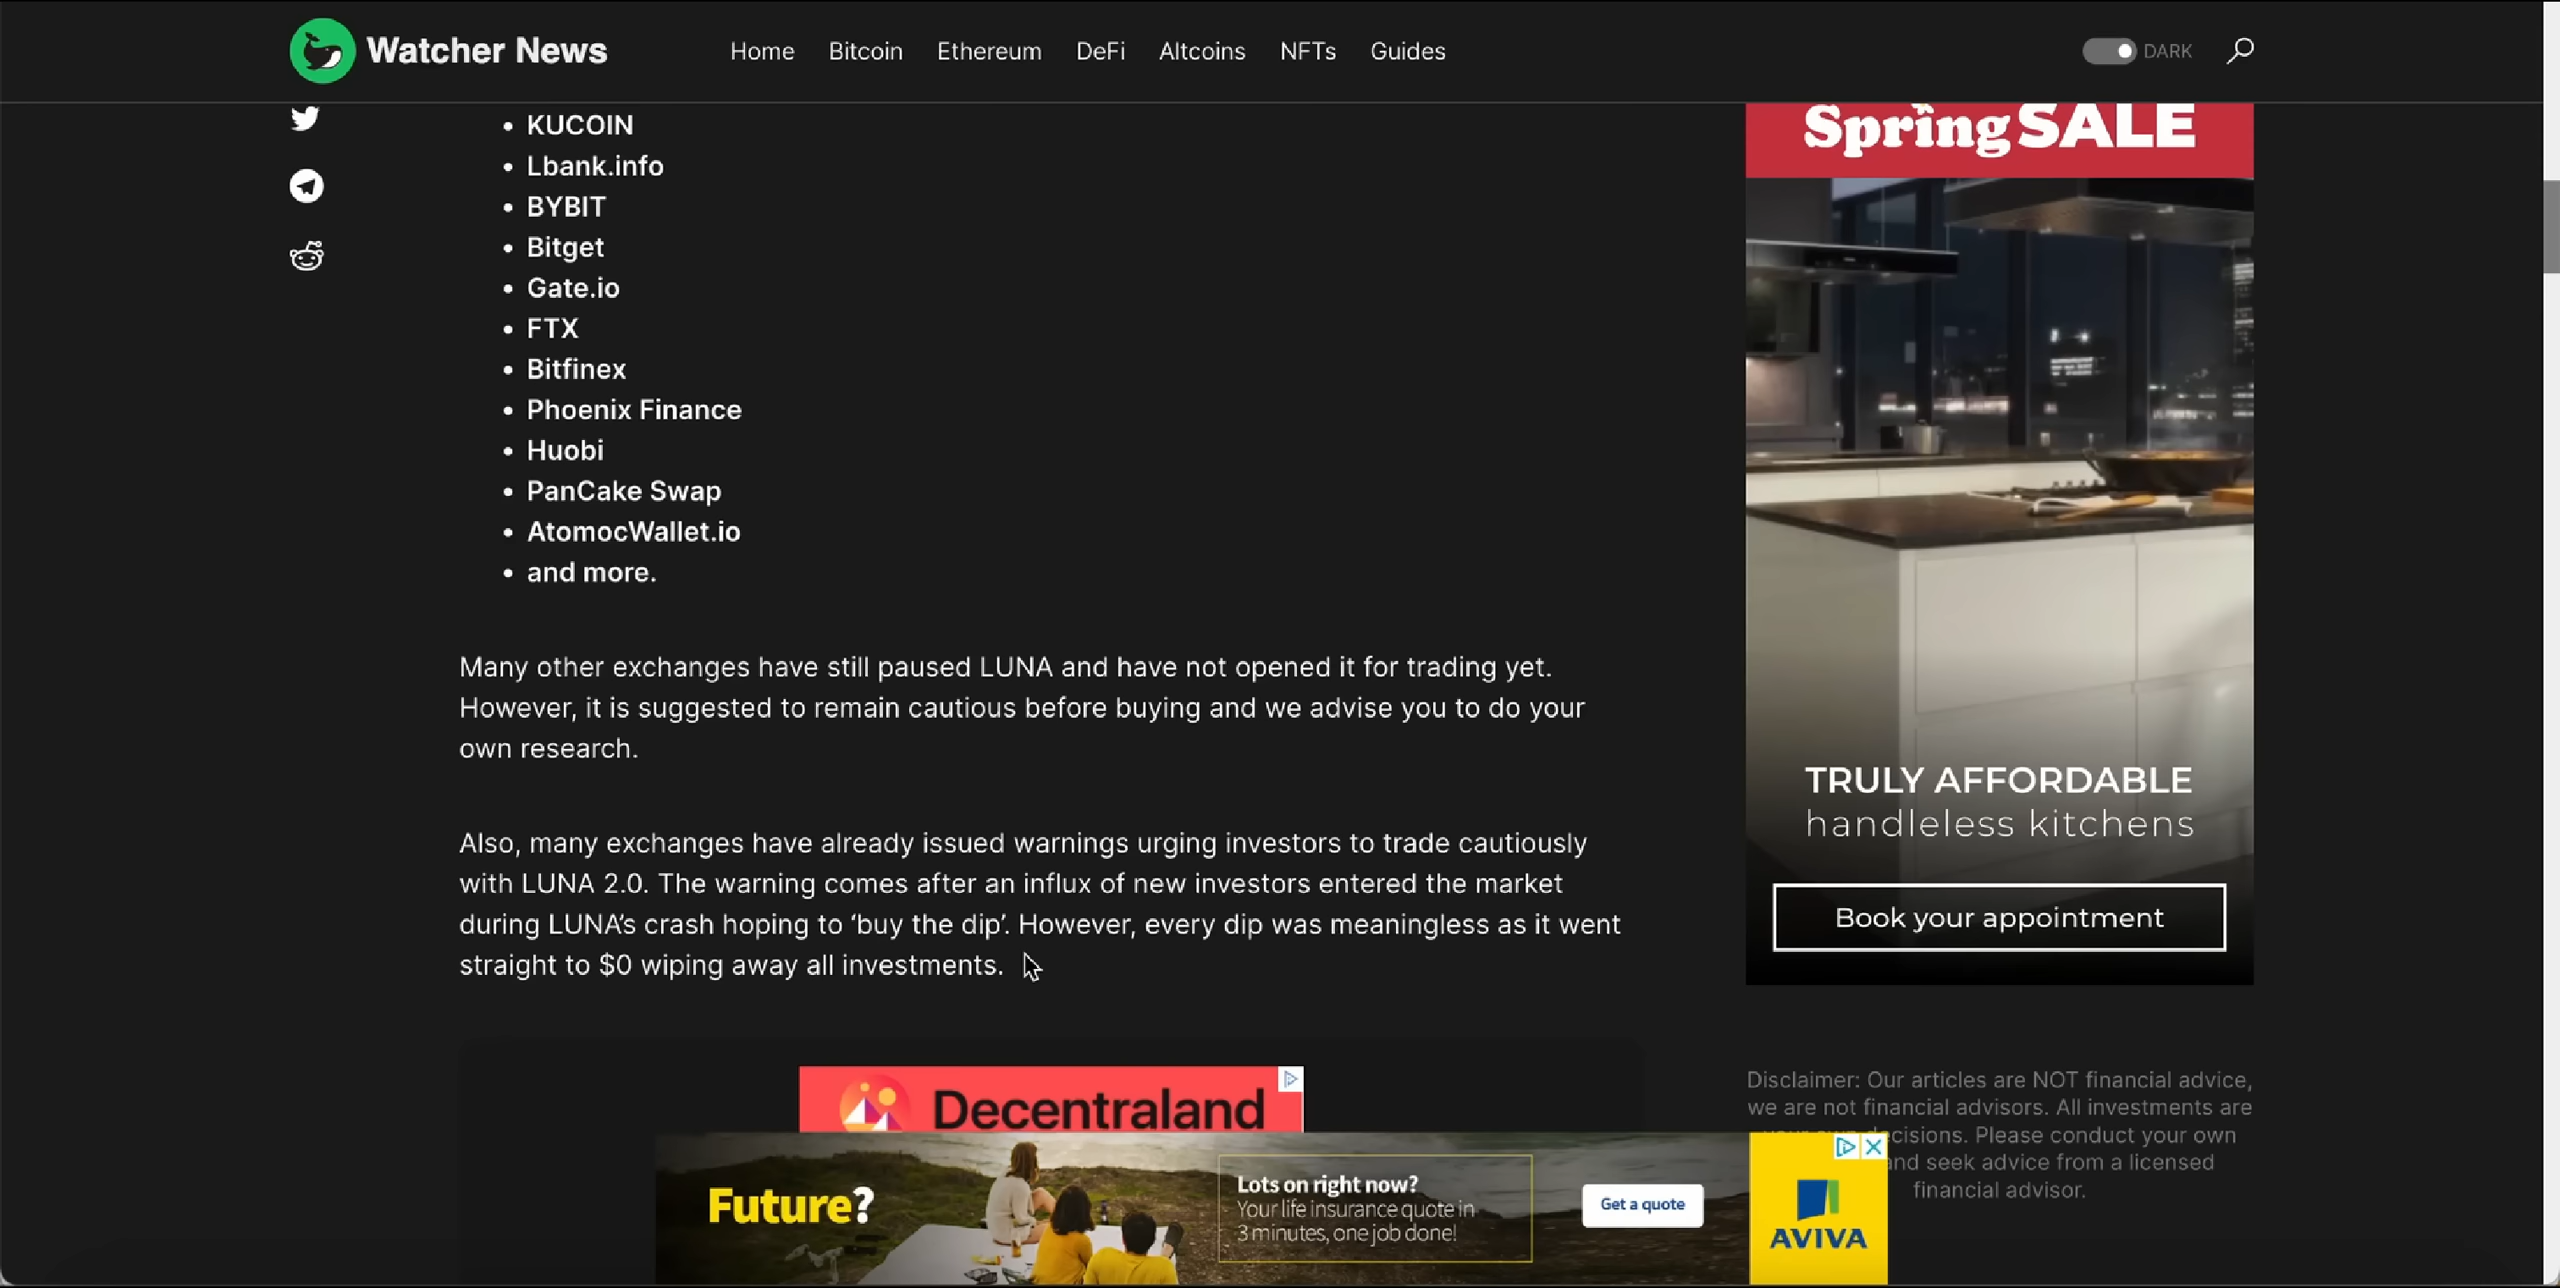 Watcher News
Home Bitcoin Ethereum DeFi Altcoins NFTs Guides
DARK
KUCOIN
Lbank.info
BYBIT
Bitget
Gate.io
FTX
Bitfinex
Phoenix Finance
Huobi
PanCake Swap
AtomocWallet.io
and more.
Many other exchanges have still paused LUNA and have not opened it for trading yet.
However, it is suggested to remain cautious before buying and we advise you to do your
own research.
Also, many exchanges have already issued warnings urging investors to trade cautiously
with LUNA 2.0. The warning comes after an influx of new investors entered the market
during LUNA’s crash hoping to ‘buy the dip’. However, every dip was meaningless as it went
straight to $0 wiping away all investments.
Spring SALE
TRULY AFFORDABLE
handleless kitchens
Book your appointment
Disclaimer: Our articles are NOT financial advice,
we are not financial advisors. All investments are
Please conduct your own
and seek advice from a licensed
financial advisor.
Decentraland
Future?
Lots on right now?
Your life insurance quote in
3 minutes, one job done!
Get a quote
AVIVA